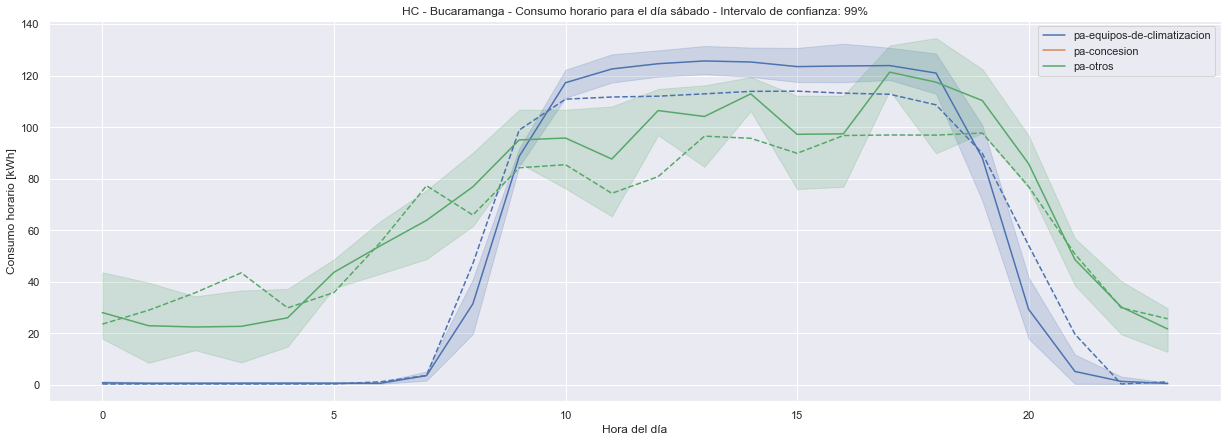 HC - Bucaramanga - Consumo horario para el día sábado - Intervalo de confianza: 99%
140
120
100
80
60
40
20
0
Consumo horario [kWh]
pa-equipos-de-climatizacion
pa-concesion
pa-otros
0 5 10 15 20
Hora del día